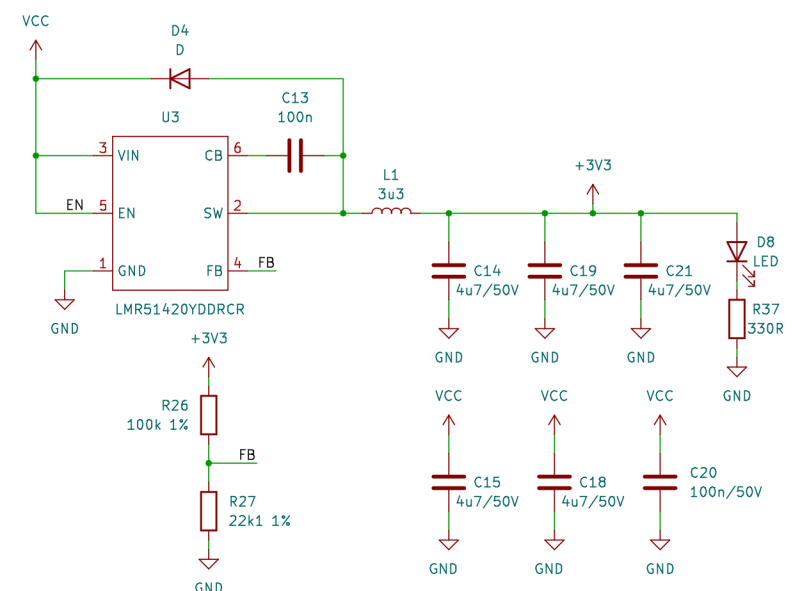 VCC
D4
D
C13
100n
U3
3
VIN
CB
6
EN
5
EN
SW
2
1
GND
FB
4
FB
GND
LMR51420YDDRCR
L1
3u3
+3V3
C14
4u7/50V
C19
4u7/50V
C21
4u7/50V
D8
LED
R37
330R
GND
GND
GND
GND
+3V3
R26
100k 1%
FB
R27
22k1 1%
GND
VCC
VCC
VCC
C15
4u7/50V
C18
4u7/50V
C20
100n/50V
GND
GND
GND